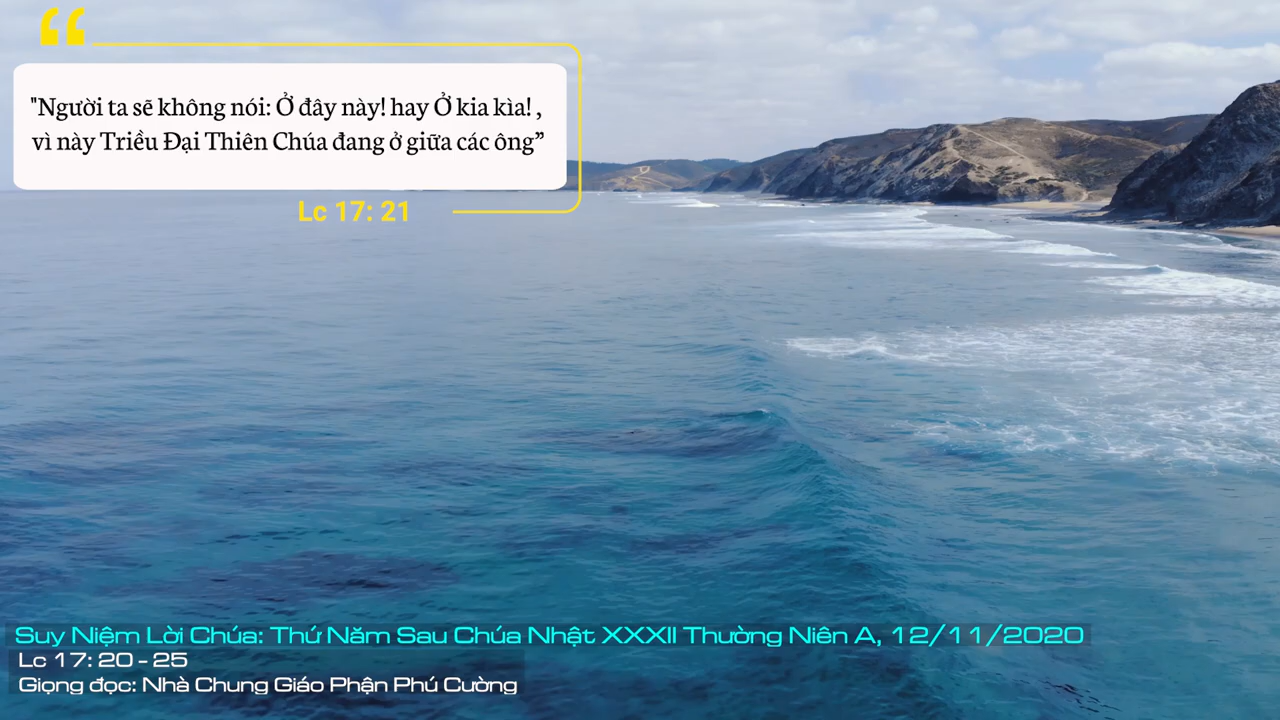 "Người ta sẽ không nói: Ở đây này! hay Ở kia kìa! ,
vì này Triều Đại Thiên Chúa đang ở giữa các ông”
Lc 17: 21
Suy Niệm Lời Chúa: Thứ Năm Sau Chúa Nhật XXXII Thường Niên A, 12/11/2020
Lc 17: 20 - 25
Giọng đọc: Nhà Chung Giáo Phận Phú Cường